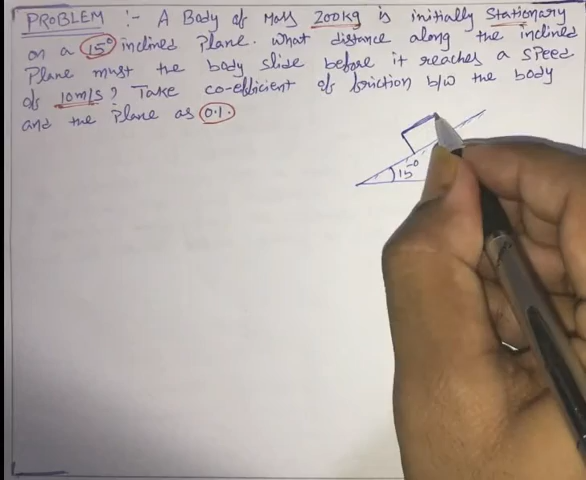 PROBLEM :- A Body of Mass 200kg is initially Stationary
on a 15° inclined Plane. What distance along the inclined
Plane must the body slide before it reaches a speed
of 10m/s? Take co-efficient of friction b/w the body
and the Plane as 0.1.
15°